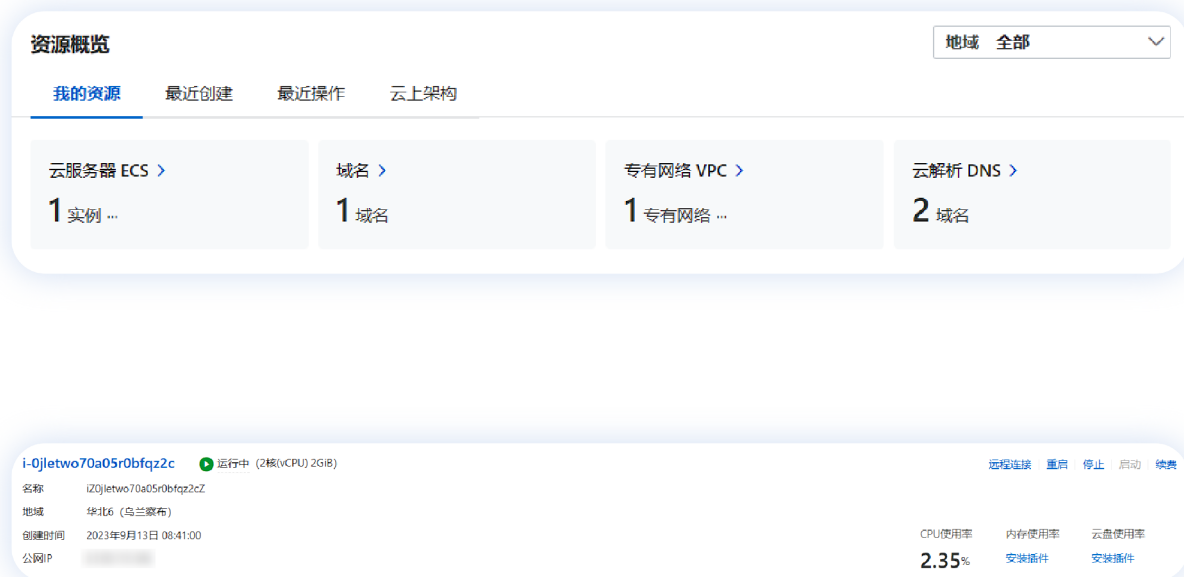 资源概览
地域 全部
我的资源 最近创建 最近操作 云上架构
云服务器 ECS 域名 专有网络 VPC 云解析 DNS
1 实例 ... 1 域名 1 专有网络 ... 2 域名
i-0jletwo70a05r0bfqz2c 运行中 (2核(vCPU) 2GiB) 远程连接 重启 停止 启动 续费
名称 iZ0jletwo70a05r0bfqz2cZ
地域 华北6（乌兰察布）
创建时间 2023年9月13日 08:41:00 CPU使用率 内存使用率 云盘使用率
公网IP 2.35% 安装插件 安装插件